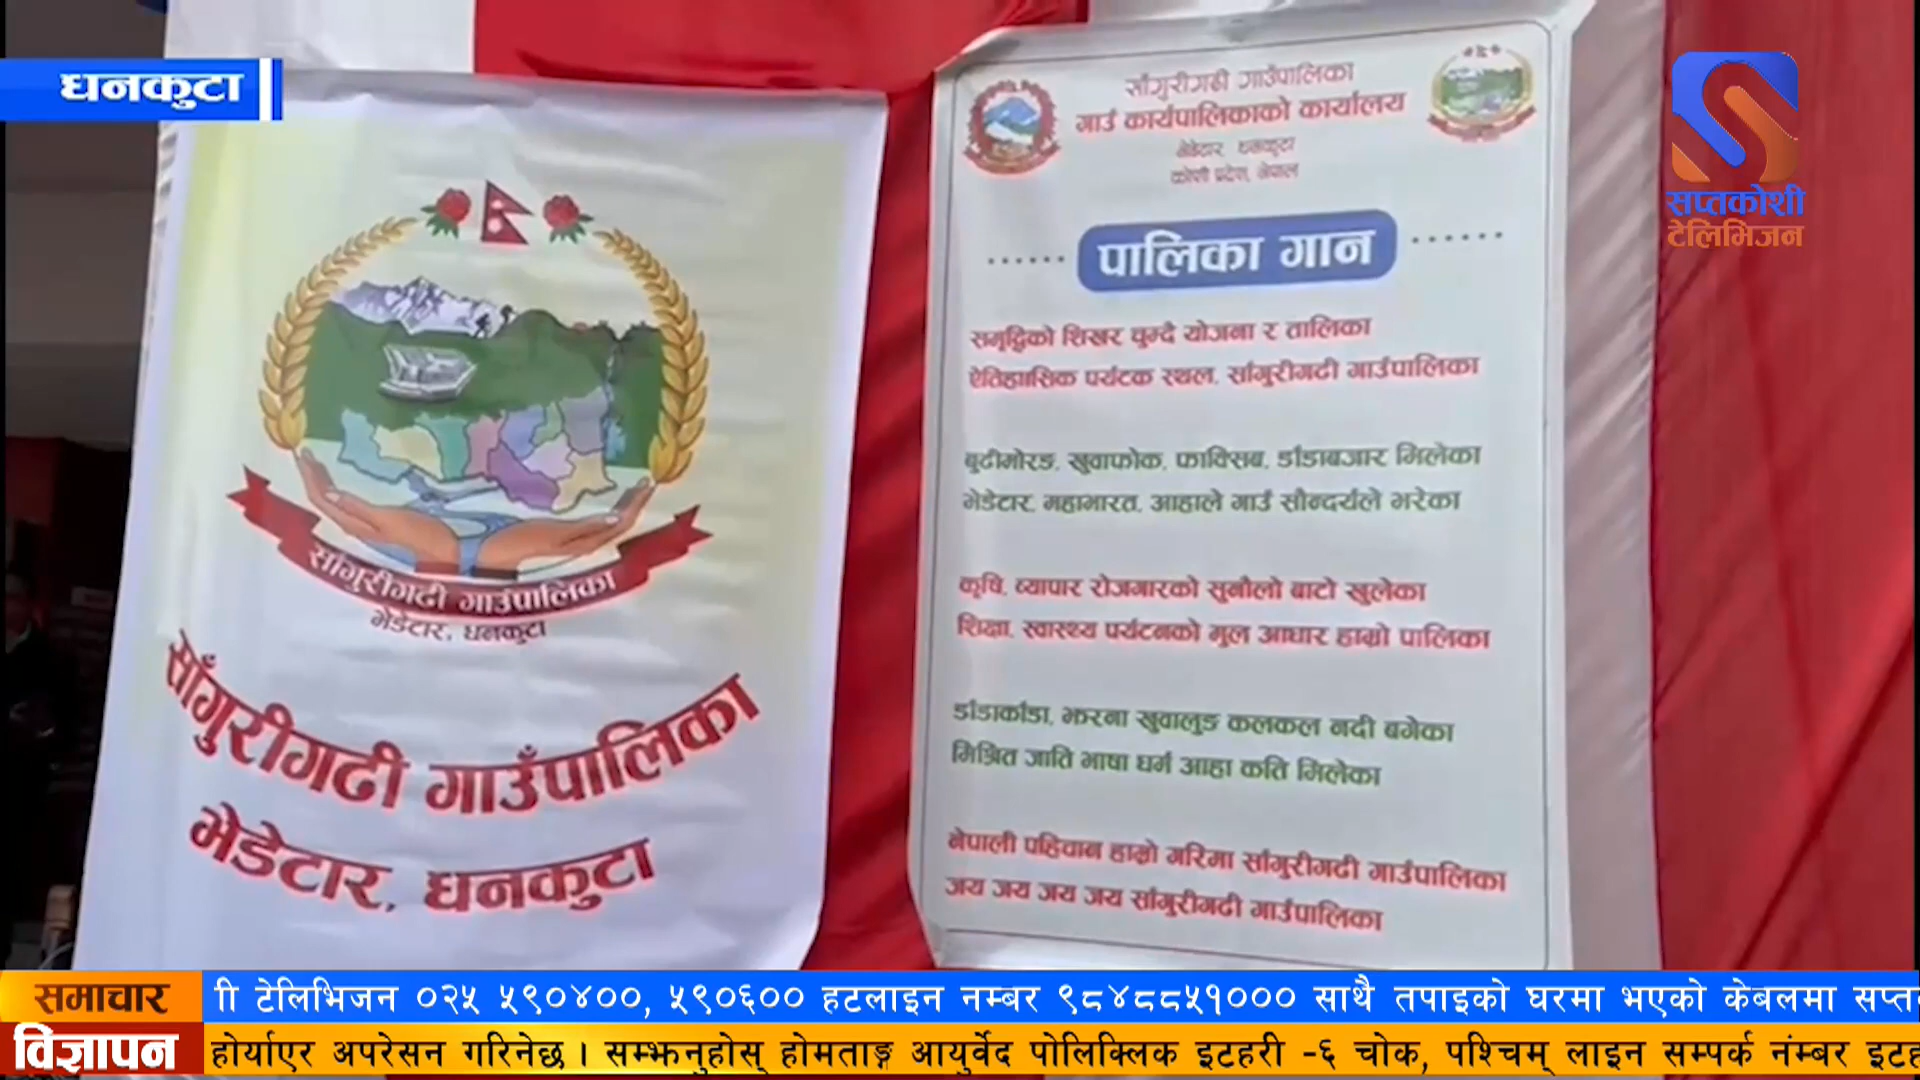 धनकुटा
सप्तकोशी
टेलिभिजन
साँगुरीगढी गाउँपालिका
भेडेटार, धनकुटा
साँगुरीगढी गाउँपालिका
भेडेटार, धनकुटा
साँगुरीगढी गाउँपालिका
गाउँ कार्यपालिकाको कार्यालय
भेडेटार, धनकुटा
कोशी प्रदेश, नेपाल
पालिका गान
समृद्धिको शिखर चुम्दै योजना र तालिका
ऐतिहासिक पर्यटक स्थल, साँगुरीगढी गाउँपालिका
बुढीमोरङ, खुवाफोक, फाक्सिब, डाँडाबजार मिलेका
भेडेटार, महाभारत, आहाले गाउँ सौन्दर्यले भरेका
कृषि, व्यापार रोजगारको सुनौलो बाटो खुलेका
शिक्षा, स्वास्थ्य पर्यटनको मुल आधार हाम्रो पालिका
डाँडाकाँडा, झरना खुवालुङ कलकल नदी बगेका
मिश्रित जाति भाषा धर्म आहा कति मिलेका
नेपाली पहिचान हाम्रो गरिमा साँगुरीगढी गाउँपालिका
जय जय जय जय साँगुरीगढी गाउँपालिका
समाचार
ी टेलिभिजन ०२५ ५९०४००, ५९०६०० हटलाइन नम्बर ९८४८८५१००० साथै तपाइको घरमा भएको केबलमा सप्त
विज्ञापन
होर्याएर अपरेसन गरिनेछ । सम्झनुहोस् होमताङ्ग आयुर्वेद पोलिक्लिक इटहरी -६ चोक, पश्चिम् लाइन सम्पर्क नंम्बर इटह